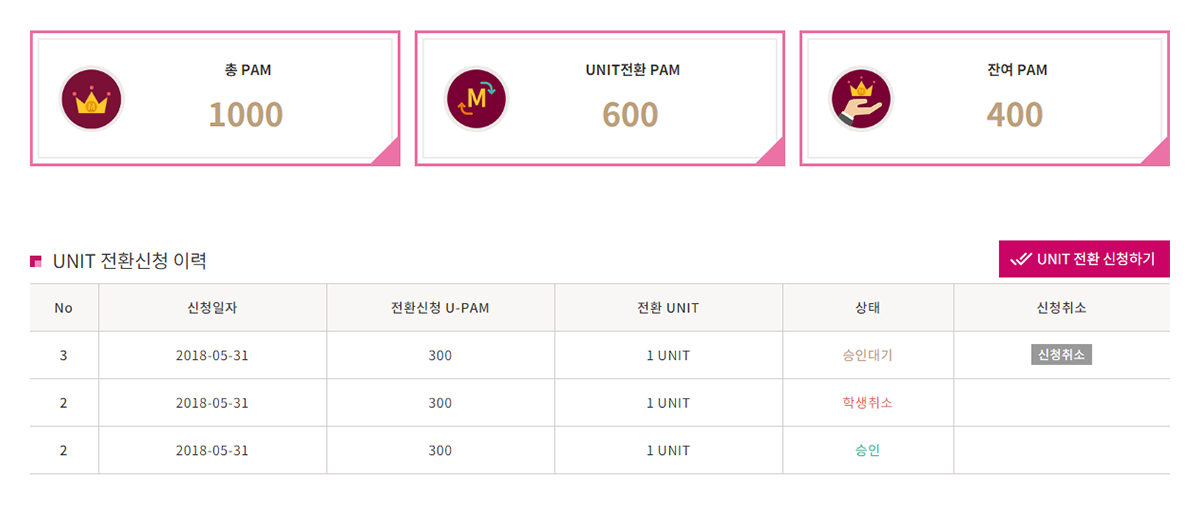 총 PAM
1000
UNIT전환 PAM
M
600
잔여 PAM
400
UNIT 전환신청 이력
UNIT 전환 신청하기
No 신청일자 전환신청 U-PAM 전환 UNIT 상태 신청취소
3 2018-05-31 300 1 UNIT 승인대기 신청취소
2 2018-05-31 300 1 UNIT 학생취소
2 2018-05-31 300 1 UNIT 승인